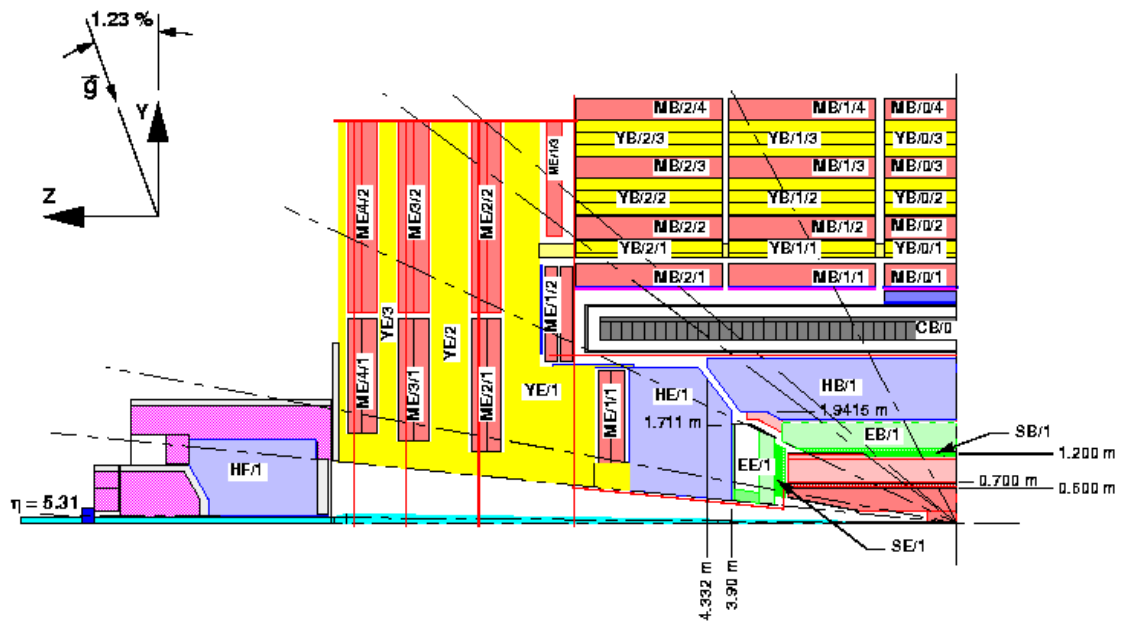 1.23 %
g
Y
Z
MB/2/4
MB/1/4
MB/0/4
YB/2/3
YB/1/3
YB/0/3
MB/2/3
MB/1/3
MB/0/3
YB/2/2
YB/1/2
YB/0/2
MB/2/2
MB/1/2
MB/0/2
YB/2/1
YB/1/1
YB/0/1
MB/2/1
MB/1/1
MB/0/1
ME/4/2
ME/3/2
ME/2/2
ME/1/3
ME/1/2
YE/3
YE/2
YE/1
ME/4/1
ME/3/1
ME/2/1
ME/1/1
CB/0
HB/1
HE/1
1.9415 m
1.711 m
EB/1
SB/1
1.200 m
EE/1
0.700 m
0.600 m
HF/1
η = 5.31
SE/1
4.332 m
3.90 m